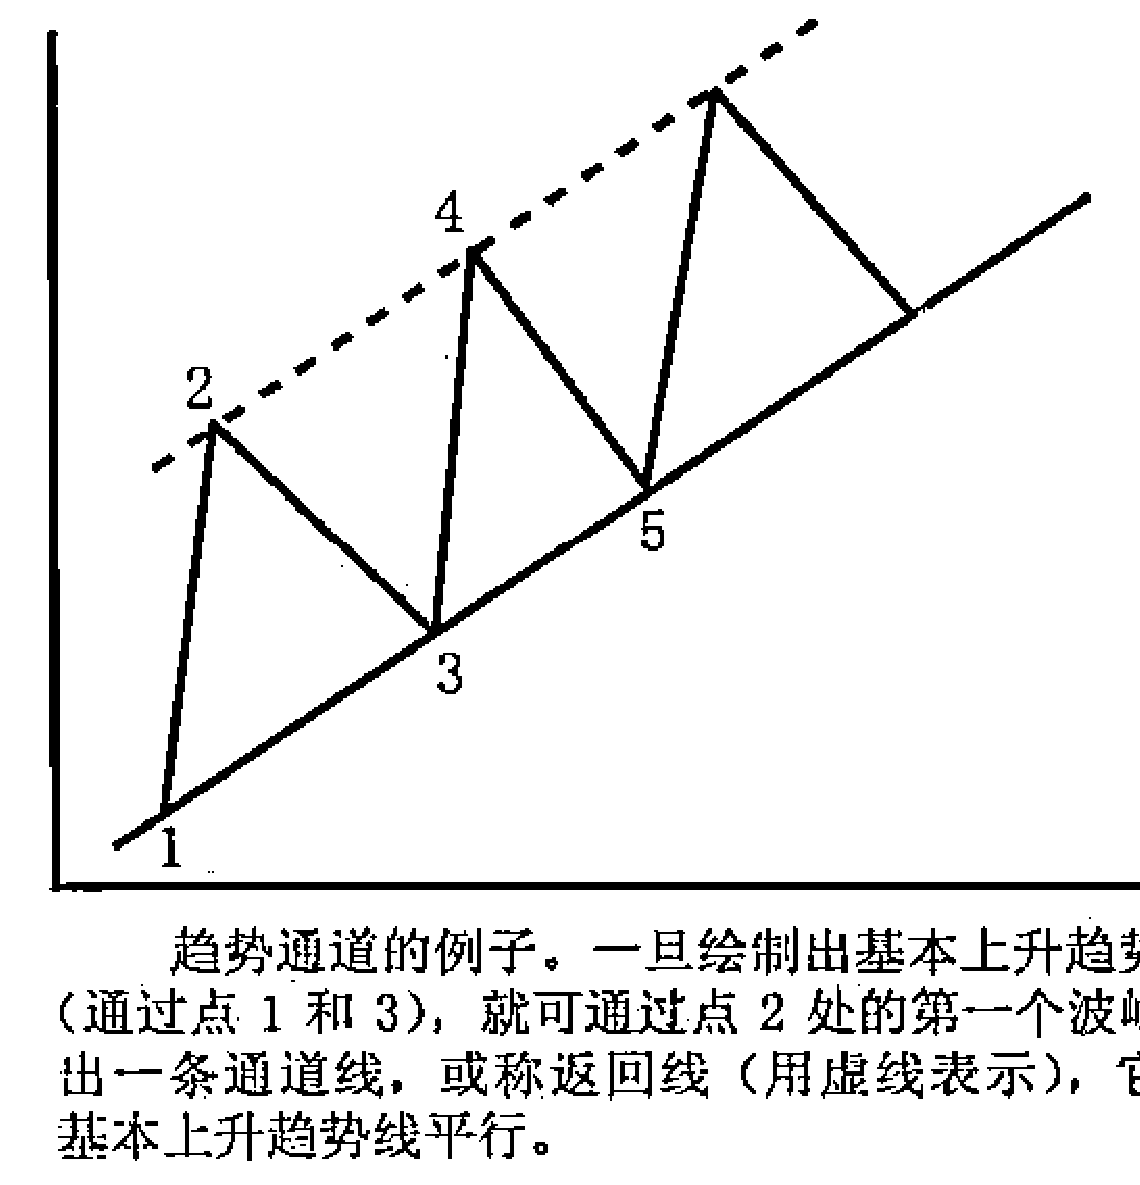 4
2
5
3
1
趋势通道的例子。一旦绘制出基本上升趋
(通过点 1 和 3),就可通过点 2 处的第一个波
出一条通道线,或称返回线(用虚线表示),
基本上升趋势线平行。